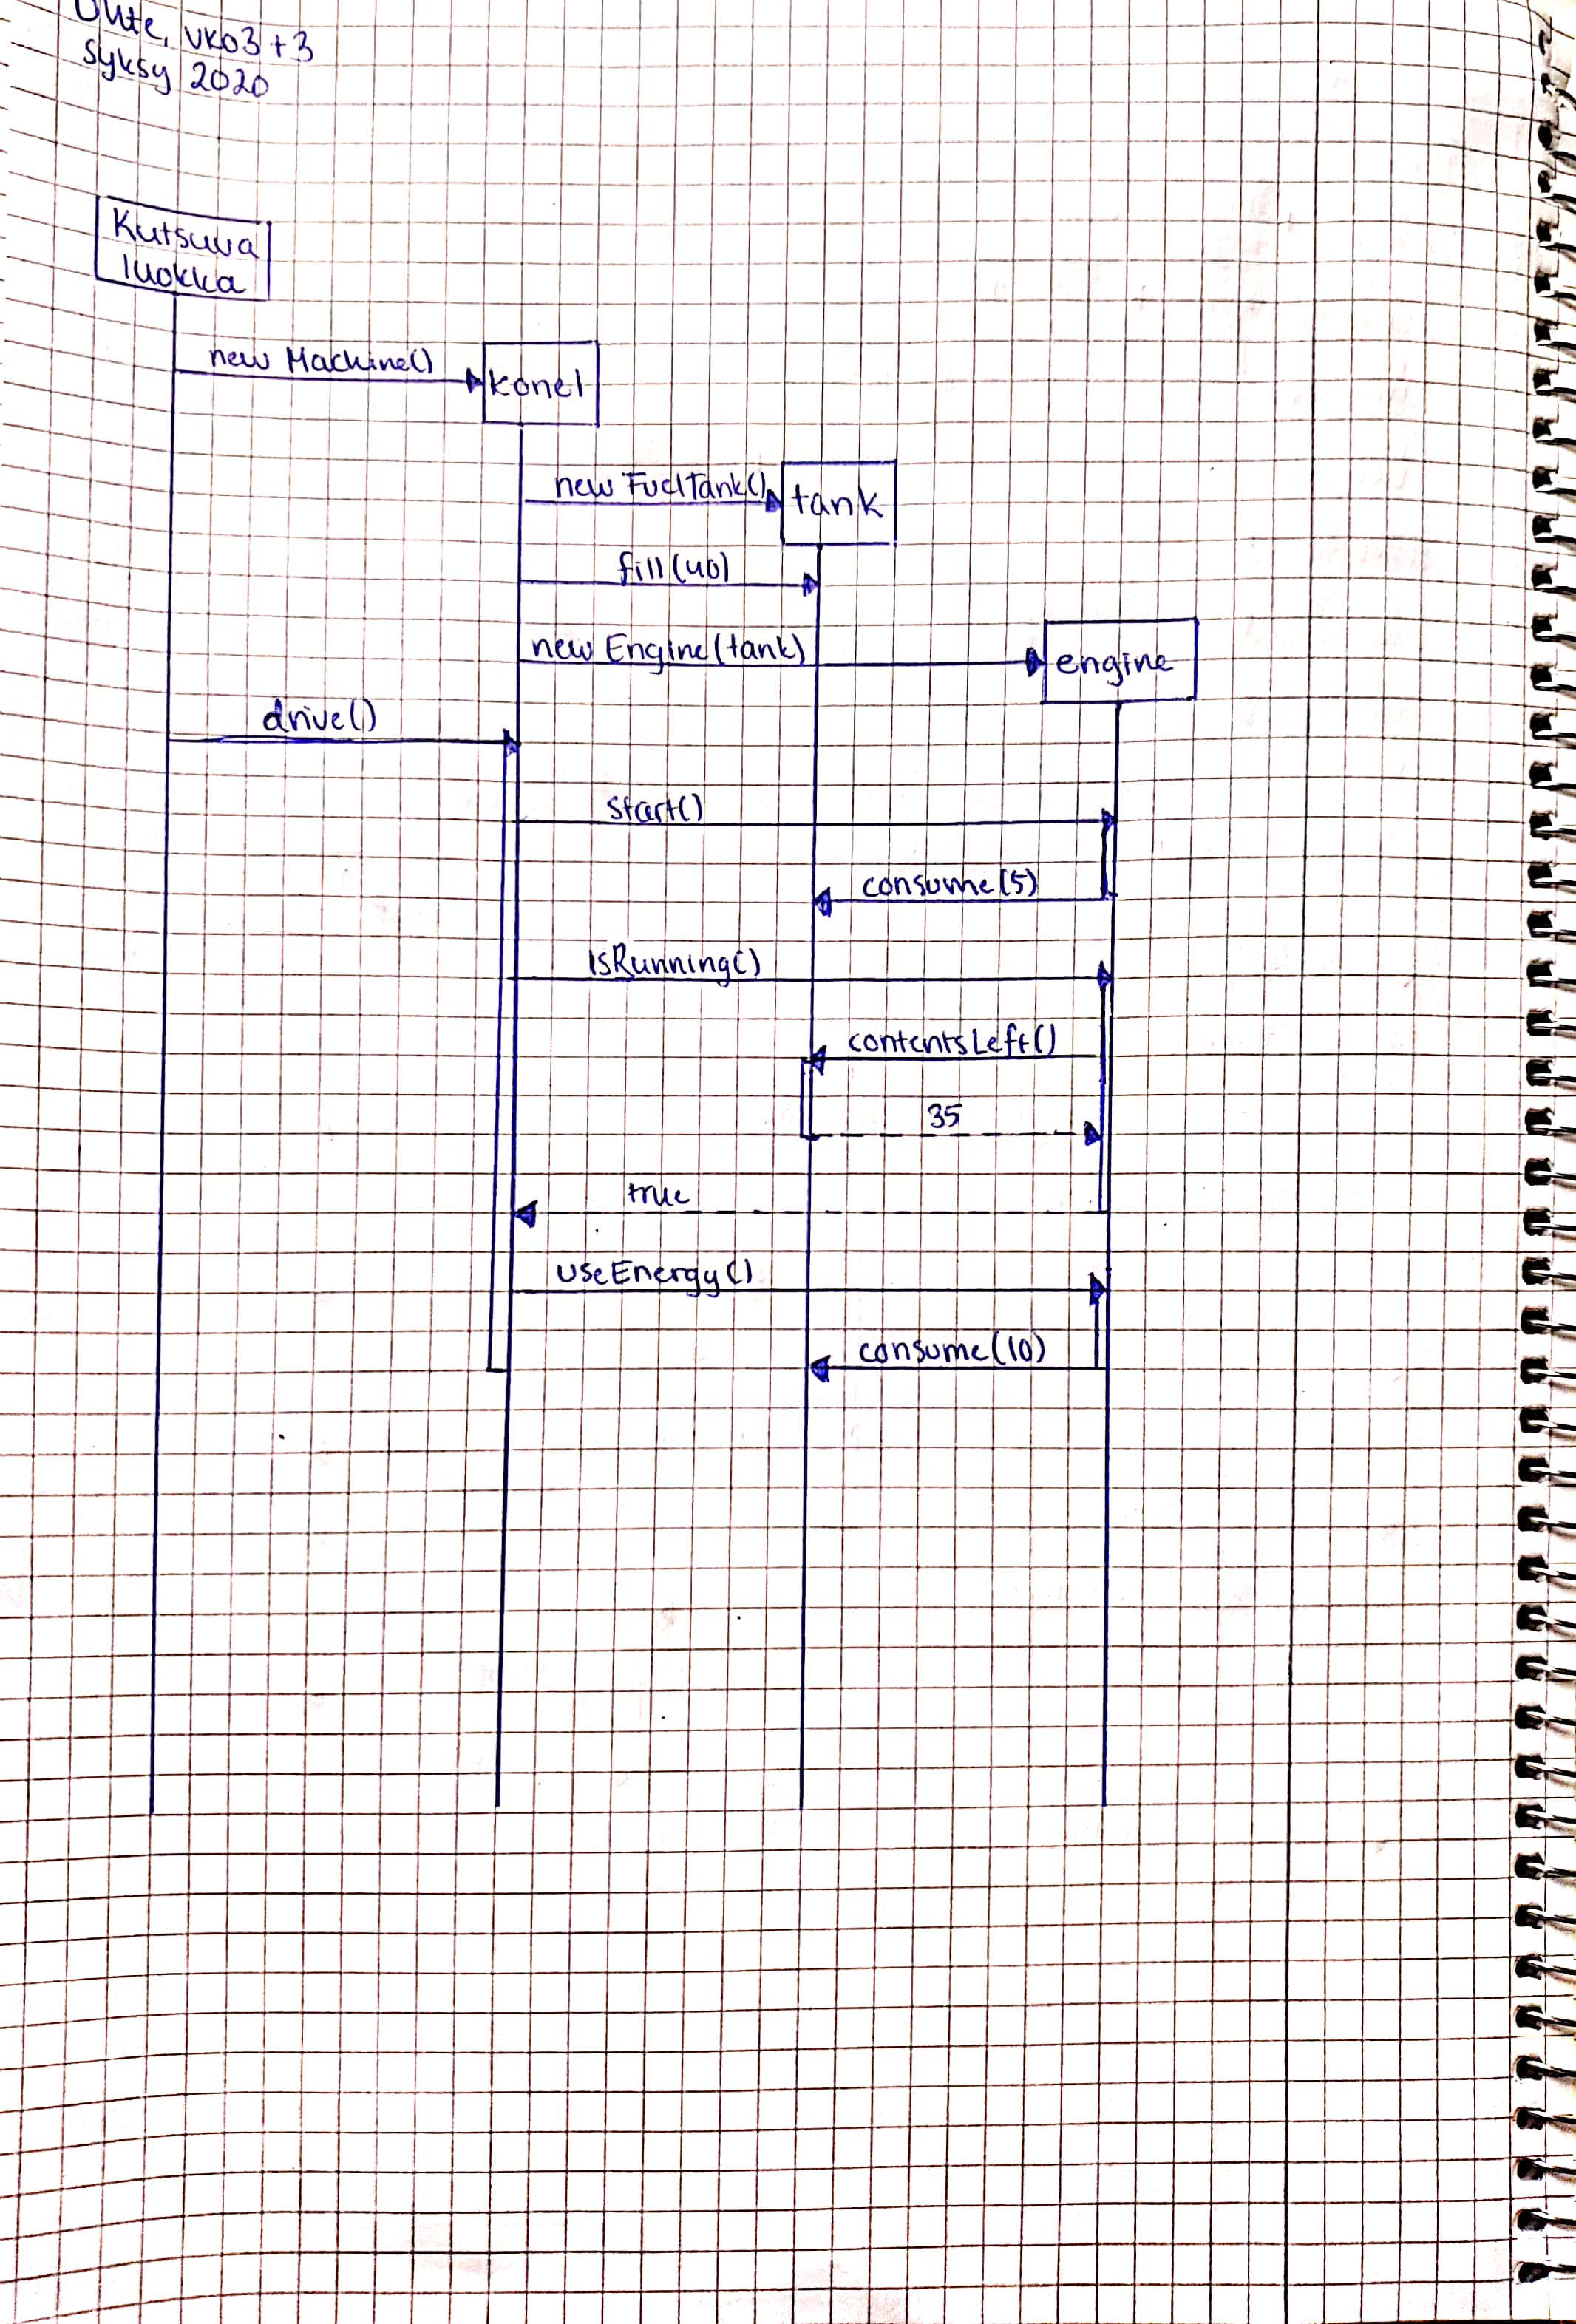 Ohte, vko3+3
Syksy 2020
Kutsuva
luokka
new Machine()
kone1
new FuelTank()
tank
fill(40)
new Engine(tank)
engine
drive()
start()
consume(5)
isRunning()
contentsLeft()
35
true
useEnergy()
consume(10)